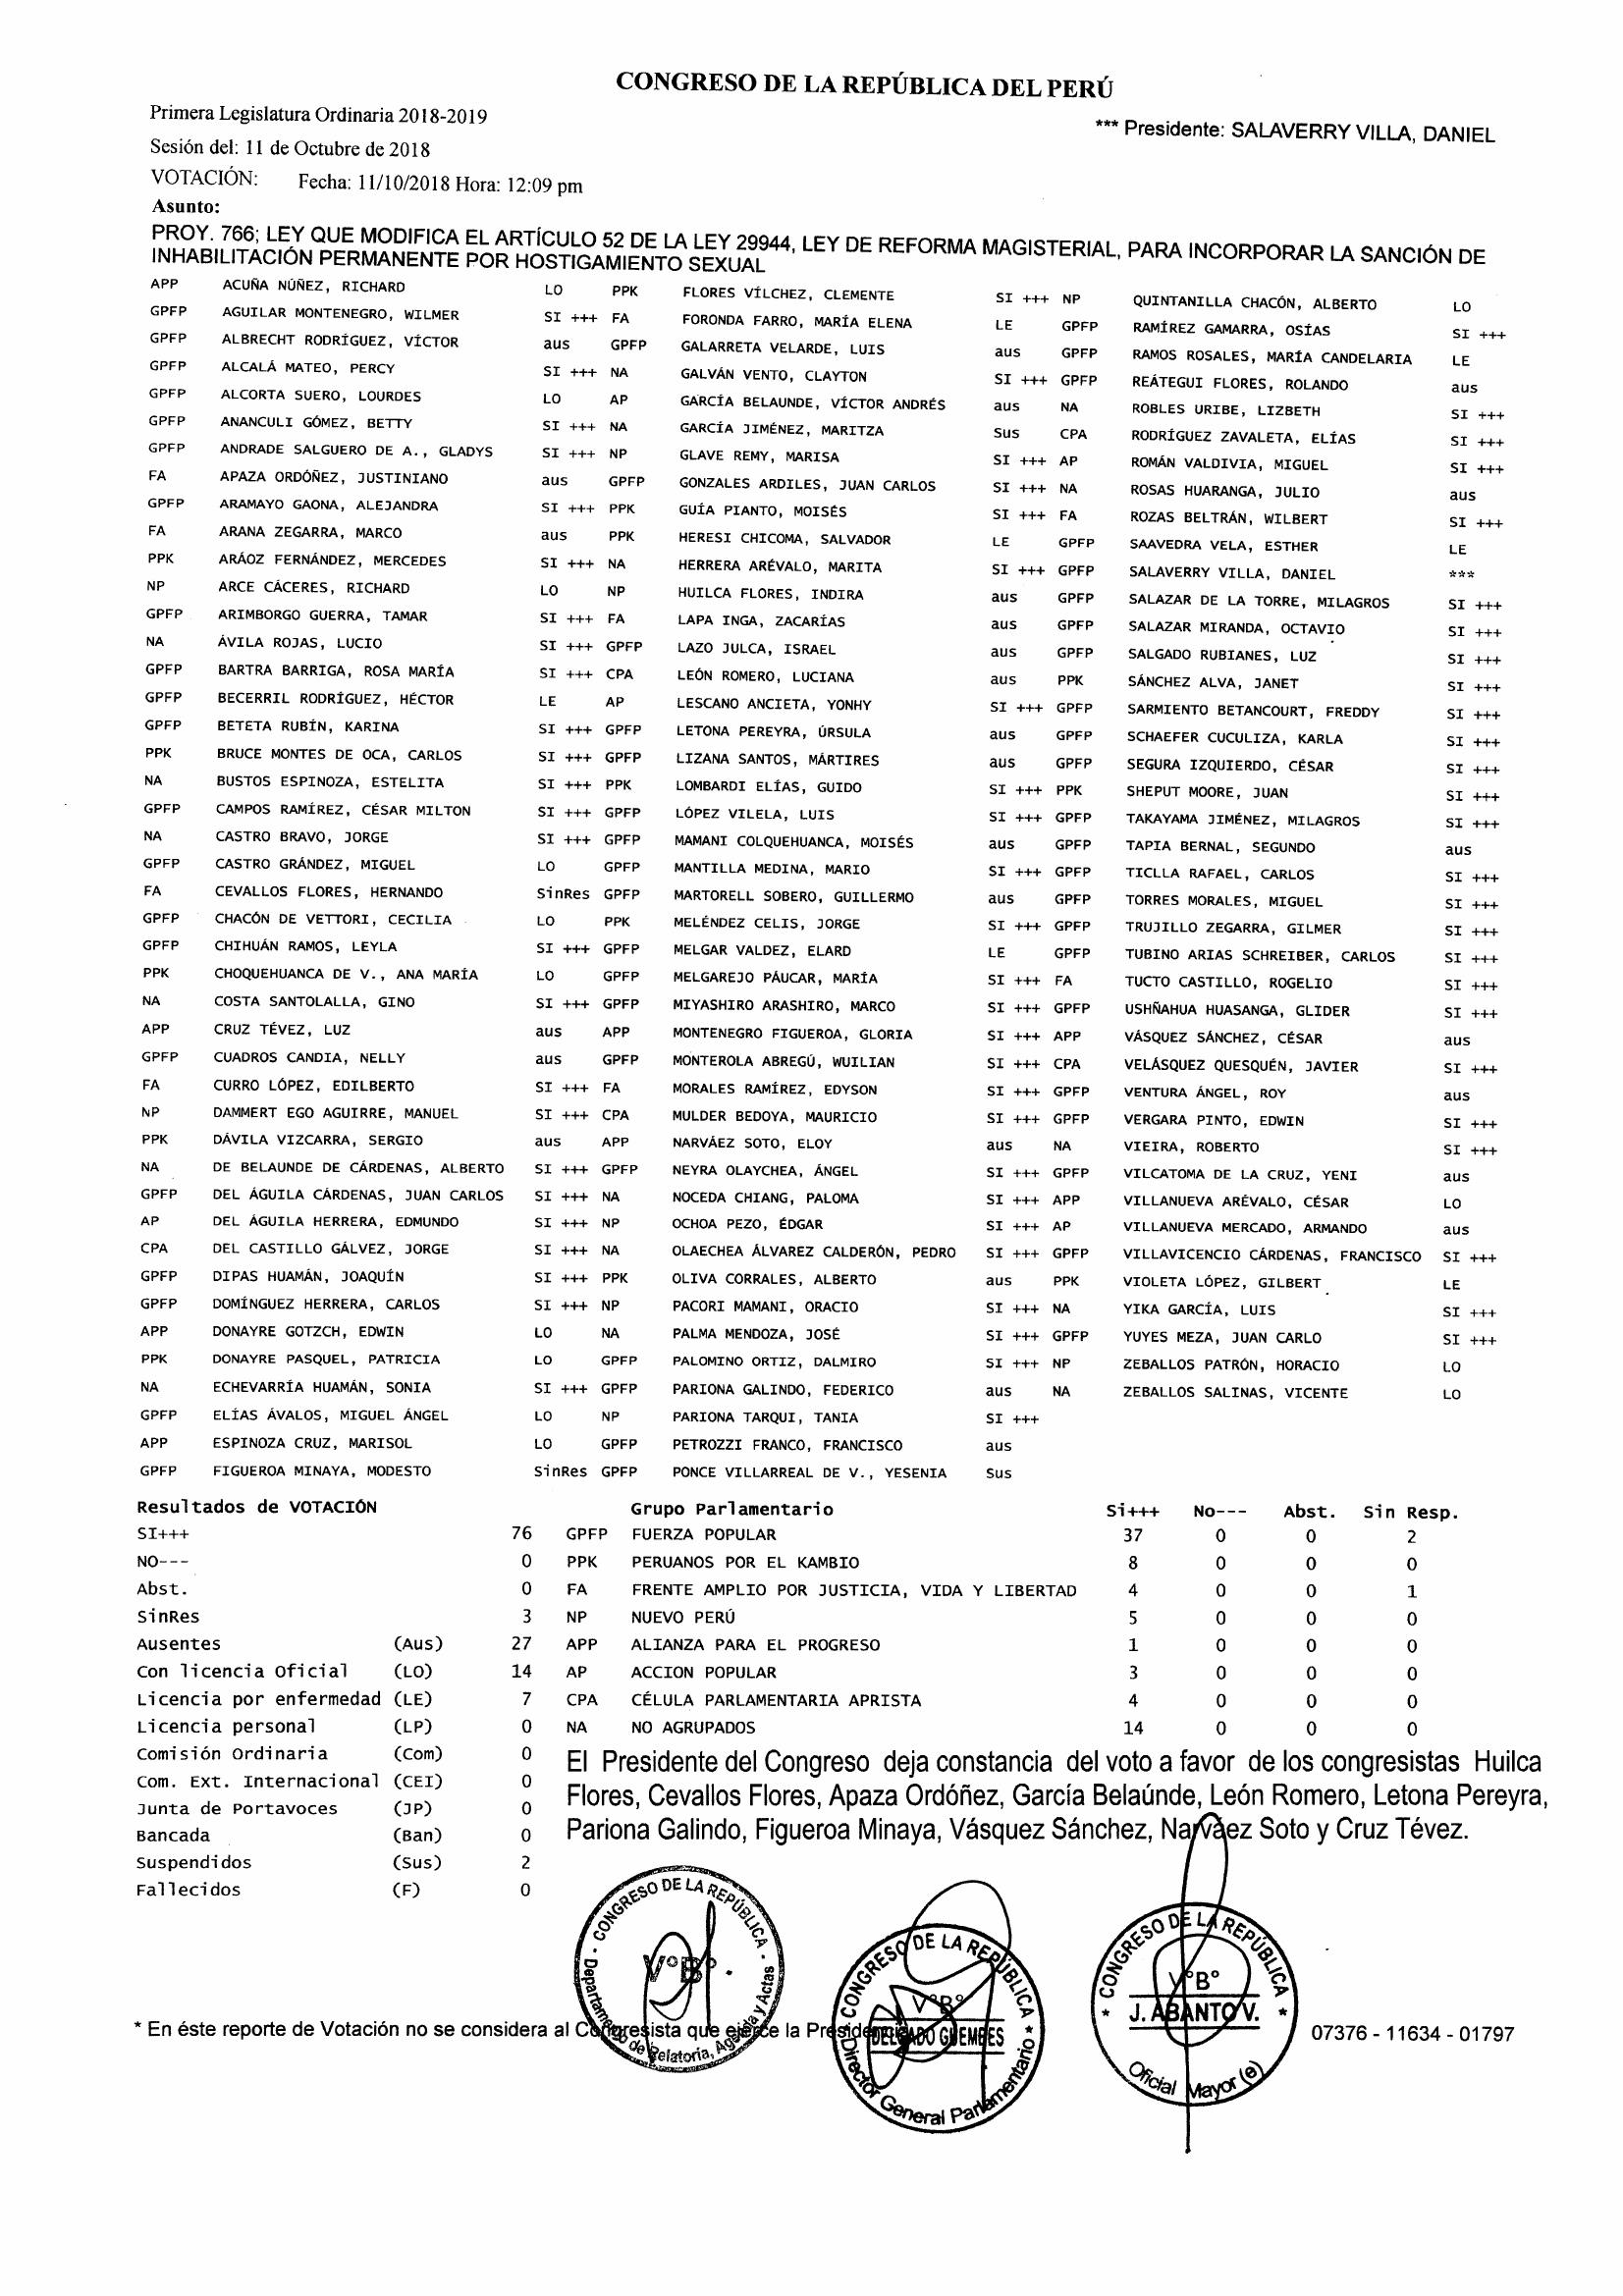 CONGRESO DE LA REPÚBLICA DEL PERÚ
Primera Legislatura Ordinaria 2018-2019
*** Presidente: SALAVERRY VILLA, DANIEL
Sesión del: 11 de Octubre de 2018
VOTACIÓN: Fecha: 11/10/2018 Hora: 12:09 pm
Asunto:
PROY. 766; LEY QUE MODIFICA EL ARTÍCULO 52 DE LA LEY 29944, LEY DE REFORMA MAGISTERIAL, PARA INCORPORAR LA SANCIÓN DE
INHABILITACIÓN PERMANENTE POR HOSTIGAMIENTO SEXUAL
APP ACUÑA NÚÑEZ, RICHARD LO PPK FLORES VÍLCHEZ, CLEMENTE SI +++ NP QUINTANILLA CHACÓN, ALBERTO LO
GPFP AGUILAR MONTENEGRO, WILMER SI +++ FA FORONDA FARRO, MARÍA ELENA LE GPFP RAMÍREZ GAMARRA, OSÍAS SI +++
GPFP ALBRECHT RODRÍGUEZ, VÍCTOR aus GPFP GALARRETA VELARDE, LUIS aus GPFP RAMOS ROSALES, MARÍA CANDELARIA LE
GPFP ALCALÁ MATEO, PERCY SI +++ NA GALVÁN VENTO, CLAYTON SI +++ GPFP REÁTEGUI FLORES, ROLANDO aus
GPFP ALCORTA SUERO, LOURDES LO AP GARCÍA BELAUNDE, VÍCTOR ANDRÉS aus NA ROBLES URIBE, LIZBETH SI +++
GPFP ANANCULI GÓMEZ, BETTY SI +++ NA GARCÍA JIMÉNEZ, MARITZA Sus CPA RODRÍGUEZ ZAVALETA, ELÍAS SI +++
GPFP ANDRADE SALGUERO DE A., GLADYS SI +++ NP GLAVE REMY, MARISA SI +++ AP ROMÁN VALDIVIA, MIGUEL SI +++
FA APAZA ORDÓÑEZ, JUSTINIANO aus GPFP GONZALES ARDILES, JUAN CARLOS SI +++ NA ROSAS HUARANGA, JULIO aus
GPFP ARAMAYO GAONA, ALEJANDRA SI +++ PPK GUÍA PIANTO, MOISÉS SI +++ FA ROZAS BELTRÁN, WILBERT SI +++
FA ARANA ZEGARRA, MARCO aus PPK HERESI CHICOMA, SALVADOR LE GPFP SAAVEDRA VELA, ESTHER LE
PPK ARÁOZ FERNÁNDEZ, MERCEDES SI +++ NA HERRERA ARÉVALO, MARITA SI +++ GPFP SALAVERRY VILLA, DANIEL ***
NP ARCE CÁCERES, RICHARD LO NP HUILCA FLORES, INDIRA aus GPFP SALAZAR DE LA TORRE, MILAGROS SI +++
GPFP ARIMBORGO GUERRA, TAMAR SI +++ FA LAPA INGA, ZACARÍAS aus GPFP SALAZAR MIRANDA, OCTAVIO SI +++
NA ÁVILA ROJAS, LUCIO SI +++ GPFP LAZO JULCA, ISRAEL aus GPFP SALGADO RUBIANES, LUZ SI +++
GPFP BARTRA BARRIGA, ROSA MARÍA SI +++ CPA LEÓN ROMERO, LUCIANA aus PPK SÁNCHEZ ALVA, JANET SI +++
GPFP BECERRIL RODRÍGUEZ, HÉCTOR LE AP LESCANO ANCIETA, YONHY SI +++ GPFP SARMIENTO BETANCOURT, FREDDY SI +++
GPFP BETETA RUBÍN, KARINA SI +++ GPFP LETONA PEREYRA, ÚRSULA aus GPFP SCHAEFER CUCULIZA, KARLA SI +++
PPK BRUCE MONTES DE OCA, CARLOS SI +++ GPFP LIZANA SANTOS, MÁRTIRES aus GPFP SEGURA IZQUIERDO, CÉSAR SI +++
NA BUSTOS ESPINOZA, ESTELITA SI +++ PPK LOMBARDI ELÍAS, GUIDO SI +++ PPK SHEPUT MOORE, JUAN SI +++
GPFP CAMPOS RAMÍREZ, CÉSAR MILTON SI +++ GPFP LÓPEZ VILELA, LUIS SI +++ GPFP TAKAYAMA JIMÉNEZ, MILAGROS SI +++
NA CASTRO BRAVO, JORGE SI +++ GPFP MAMANI COLQUEHUANCA, MOISÉS aus GPFP TAPIA BERNAL, SEGUNDO aus
GPFP CASTRO GRÁNDEZ, MIGUEL LO GPFP MANTILLA MEDINA, MARIO SI +++ GPFP TICLLA RAFAEL, CARLOS SI +++
FA CEVALLOS FLORES, HERNANDO SinRes GPFP MARTORELL SOBERO, GUILLERMO aus GPFP TORRES MORALES, MIGUEL SI +++
GPFP CHACÓN DE VETTORI, CECILIA LO PPK MELÉNDEZ CELIS, JORGE SI +++ GPFP TRUJILLO ZEGARRA, GILMER SI +++
GPFP CHIHUÁN RAMOS, LEYLA SI +++ GPFP MELGAR VALDEZ, ELARD LE GPFP TUBINO ARIAS SCHREIBER, CARLOS SI +++
PPK CHOQUEHUANCA DE V., ANA MARÍA LO GPFP MELGAREJO PÁUCAR, MARÍA SI +++ FA TUCTO CASTILLO, ROGELIO SI +++
NA COSTA SANTOLALLA, GINO SI +++ GPFP MIYASHIRO ARASHIRO, MARCO SI +++ GPFP USHÑAHUA HUASANGA, GLIDER SI +++
APP CRUZ TÉVEZ, LUZ aus APP MONTENEGRO FIGUEROA, GLORIA SI +++ APP VÁSQUEZ SÁNCHEZ, CÉSAR aus
GPFP CUADROS CANDIA, NELLY aus GPFP MONTEROLA ABREGÚ, WUILIAN SI +++ CPA VELÁSQUEZ QUESQUÉN, JAVIER SI +++
FA CURRO LÓPEZ, EDILBERTO SI +++ FA MORALES RAMÍREZ, EDYSON SI +++ GPFP VENTURA ÁNGEL, ROY aus
NP DAMMERT EGO AGUIRRE, MANUEL SI +++ CPA MULDER BEDOYA, MAURICIO SI +++ GPFP VERGARA PINTO, EDWIN SI +++
PPK DÁVILA VIZCARRA, SERGIO aus APP NARVÁEZ SOTO, ELOY aus NA VIEIRA, ROBERTO SI +++
NA DE BELAUNDE DE CÁRDENAS, ALBERTO SI +++ GPFP NEYRA OLAYCHEA, ÁNGEL SI +++ GPFP VILCATOMA DE LA CRUZ, YENI aus
GPFP DEL ÁGUILA CÁRDENAS, JUAN CARLOS SI +++ NA NOCEDA CHIANG, PALOMA SI +++ APP VILLANUEVA ARÉVALO, CÉSAR LO
AP DEL ÁGUILA HERRERA, EDMUNDO SI +++ NP OCHOA PEZO, ÉDGAR SI +++ AP VILLANUEVA MERCADO, ARMANDO aus
CPA DEL CASTILLO GÁLVEZ, JORGE SI +++ NA OLAECHEA ÁLVAREZ CALDERÓN, PEDRO SI +++ GPFP VILLAVICENCIO CÁRDENAS, FRANCISCO SI +++
GPFP DIPAS HUAMÁN, JOAQUÍN SI +++ PPK OLIVA CORRALES, ALBERTO aus PPK VIOLETA LÓPEZ, GILBERT LE
GPFP DOMÍNGUEZ HERRERA, CARLOS SI +++ NP PACORI MAMANI, ORACIO SI +++ NA YIKA GARCÍA, LUIS SI +++
APP DONAYRE GOTZCH, EDWIN LO NA PALMA MENDOZA, JOSÉ SI +++ GPFP YUYES MEZA, JUAN CARLO SI +++
PPK DONAYRE PASQUEL, PATRICIA LO GPFP PALOMINO ORTIZ, DALMIRO SI +++ NP ZEBALLOS PATRÓN, HORACIO LO
NA ECHEVARRÍA HUAMÁN, SONIA SI +++ GPFP PARIONA GALINDO, FEDERICO aus NA ZEBALLOS SALINAS, VICENTE LO
GPFP ELÍAS ÁVALOS, MIGUEL ÁNGEL LO NP PARIONA TARQUI, TANIA SI +++
APP ESPINOZA CRUZ, MARISOL LO GPFP PETROZZI FRANCO, FRANCISCO aus
GPFP FIGUEROA MINAYA, MODESTO SinRes GPFP PONCE VILLARREAL DE V., YESENIA Sus
Resultados de VOTACIÓN Grupo Parlamentario Si+++ No--- Abst. Sin Resp.
SI+++ 76 GPFP FUERZA POPULAR 37 0 0 2
NO--- 0 PPK PERUANOS POR EL KAMBIO 8 0 0 0
Abst. 0 FA FRENTE AMPLIO POR JUSTICIA, VIDA Y LIBERTAD 4 0 0 1
SinRes 3 NP NUEVO PERÚ 5 0 0 0
Ausentes (Aus) 27 APP ALIANZA PARA EL PROGRESO 1 0 0 0
Con licencia Oficial (LO) 14 AP ACCION POPULAR 3 0 0 0
Licencia por enfermedad (LE) 7 CPA CÉLULA PARLAMENTARIA APRISTA 4 0 0 0
Licencia personal (LP) 0 NA NO AGRUPADOS 14 0 0 0
Comisión Ordinaria (Com) 0
Com. Ext. Internacional (CEI) 0
Junta de Portavoces (JP) 0
Bancada (Ban) 0
Suspendidos (Sus) 2
Fallecidos (F) 0
El Presidente del Congreso deja constancia del voto a favor de los congresistas Huilca
Flores, Cevallos Flores, Apaza Ordóñez, García Belaúnde, León Romero, Letona Pereyra,
Pariona Galindo, Figueroa Minaya, Vásquez Sánchez, Narváez Soto y Cruz Tévez.
- CONGRESO DE LA REPÚBLICA -
V°B°
Departamento de Relatoría, Agenda y Actas
* CONGRESO DE LA REPÚBLICA *
V°B°
DELGADO GUEMBES
Director General Parlamentario
* CONGRESO DE LA REPÚBLICA *
V°B°
J. ABANTO V.
Oficial Mayor (e)
* En éste reporte de Votación no se considera al Congresista que ejerce la Presidencia
07376 - 11634 - 01797